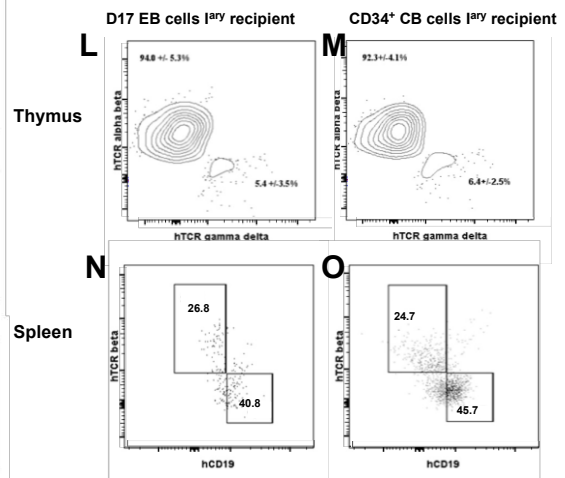 D17 EB cells Iary recipient
CD34+ CB cells Iary recipient
L
M
Thymus
94.0 +/- 5.3%
92.3+/-4.1%
hTCR alpha beta
hTCR alpha beta
5.4 +/-3.5%
6.4+/-2.5%
hTCR gamma delta
hTCR gamma delta
N
O
Spleen
26.8
24.7
hTCR beta
hTCR beta
40.8
45.7
hCD19
hCD19